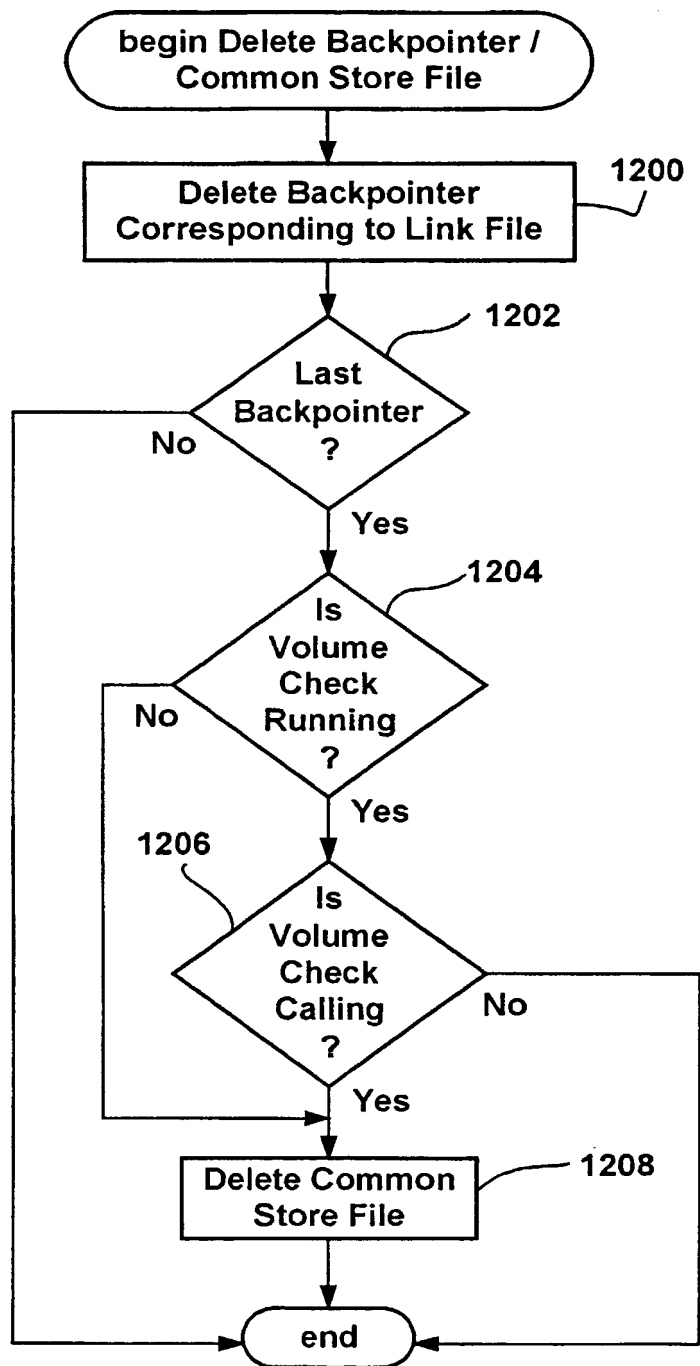 begin Delete Backpointer /
Common Store File
1200
Delete Backpointer
Corresponding to Link File
1202
Last
Backpointer
?
No
Yes
1204
Is
Volume
Check
Running
?
No
Yes
1206
Is
Volume
Check
Calling
?
No
Yes
1208
Delete Common
Store File
end